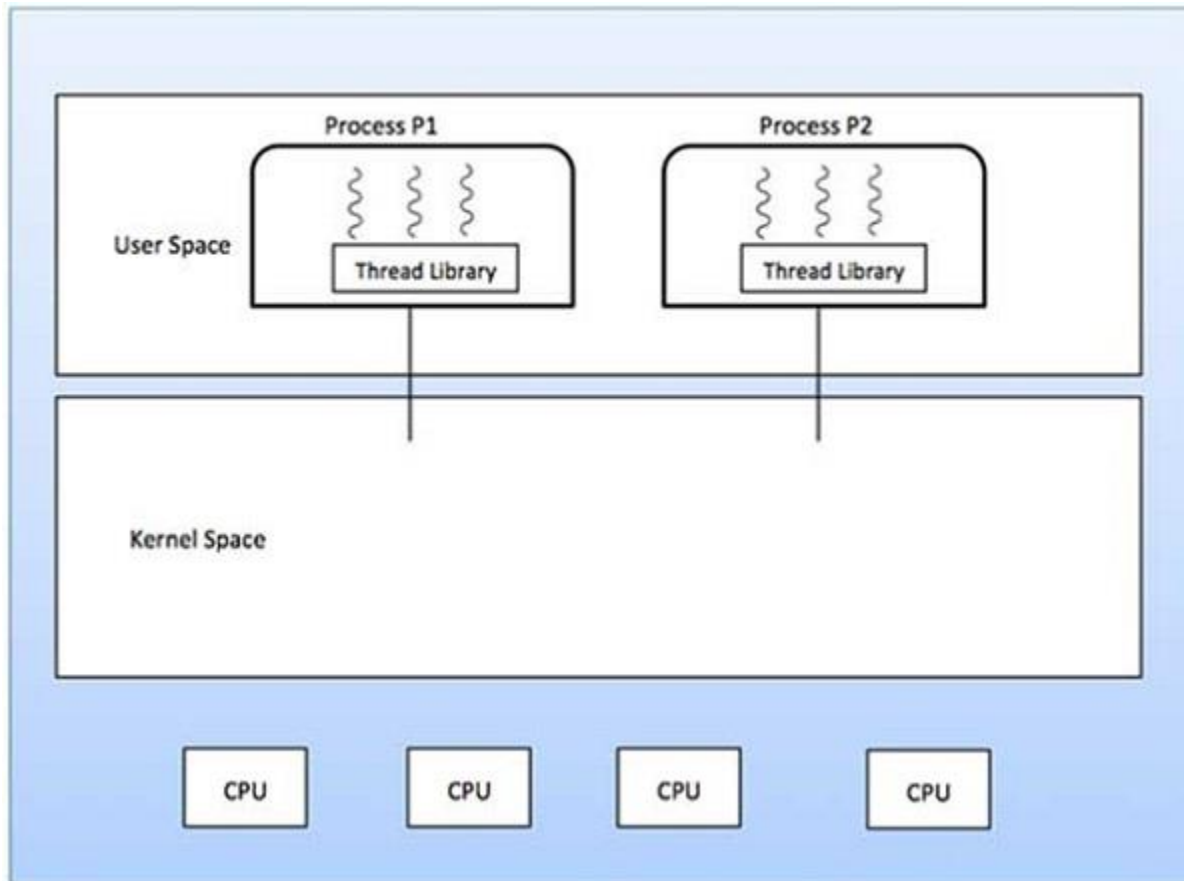 Process P1
Process P2
User Space
Thread Library
Thread Library
Kernel Space
CPU
CPU
CPU
CPU